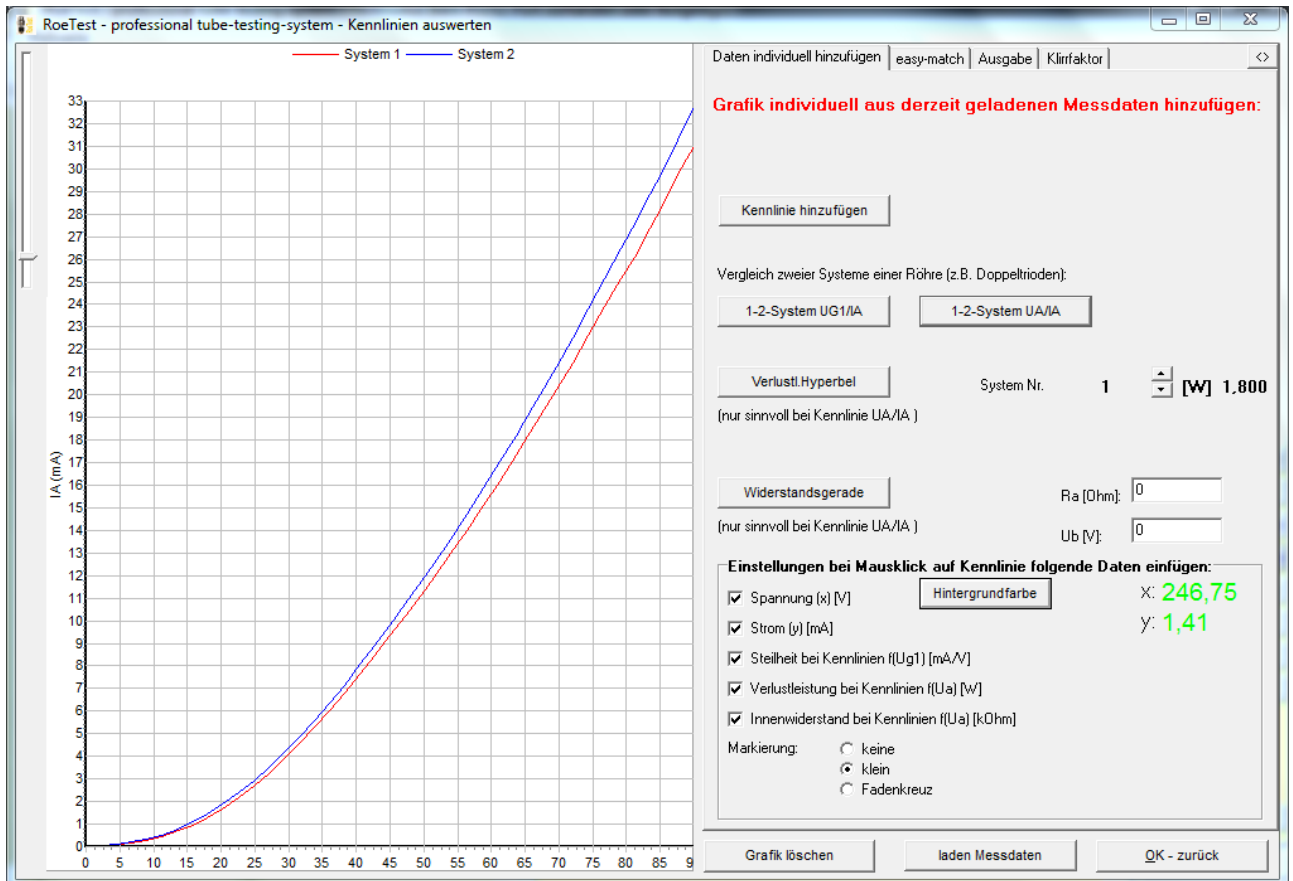 RoeTest - professional tube-testing-system - Kennlinien auswerten
System 1 System 2
33
32
31
30
29
28
27
26
25
24
23
22
21
20
19
18
17
16
15
14
13
12
11
10
9
8
7
6
5
4
3
2
1
0
IA (mA)
0 5 10 15 20 25 30 35 40 45 50 55 60 65 70 75 80 85 9
Daten individuell hinzufügen easy-match Ausgabe Klirrfaktor <>
Grafik individuell aus derzeit geladenen Messdaten hinzufügen:
Kennlinie hinzufügen
Vergleich zweier Systeme einer Röhre (z.B. Doppeltrioden):
1-2-System UG1/IA 1-2-System UA/IA
Verlustl.Hyperbel System Nr. 1 [W] 1,800
(nur sinnvoll bei Kennlinie UA/IA )
Widerstandsgerade Ra [Ohm]: 0
(nur sinnvoll bei Kennlinie UA/IA ) Ub [V]: 0
Einstellungen bei Mausklick auf Kennlinie folgende Daten einfügen:
Spannung (x) [V] Hintergrundfarbe x: 246,75
Strom (y) [mA] y: 1,41
Steilheit bei Kennlinien f(Ug1) [mA/V]
Verlustleistung bei Kennlinien f(Ua) [W]
Innenwiderstand bei Kennlinien f(Ua) [kOhm]
Markierung: keine
klein
Fadenkreuz
Grafik löschen laden Messdaten OK - zurück